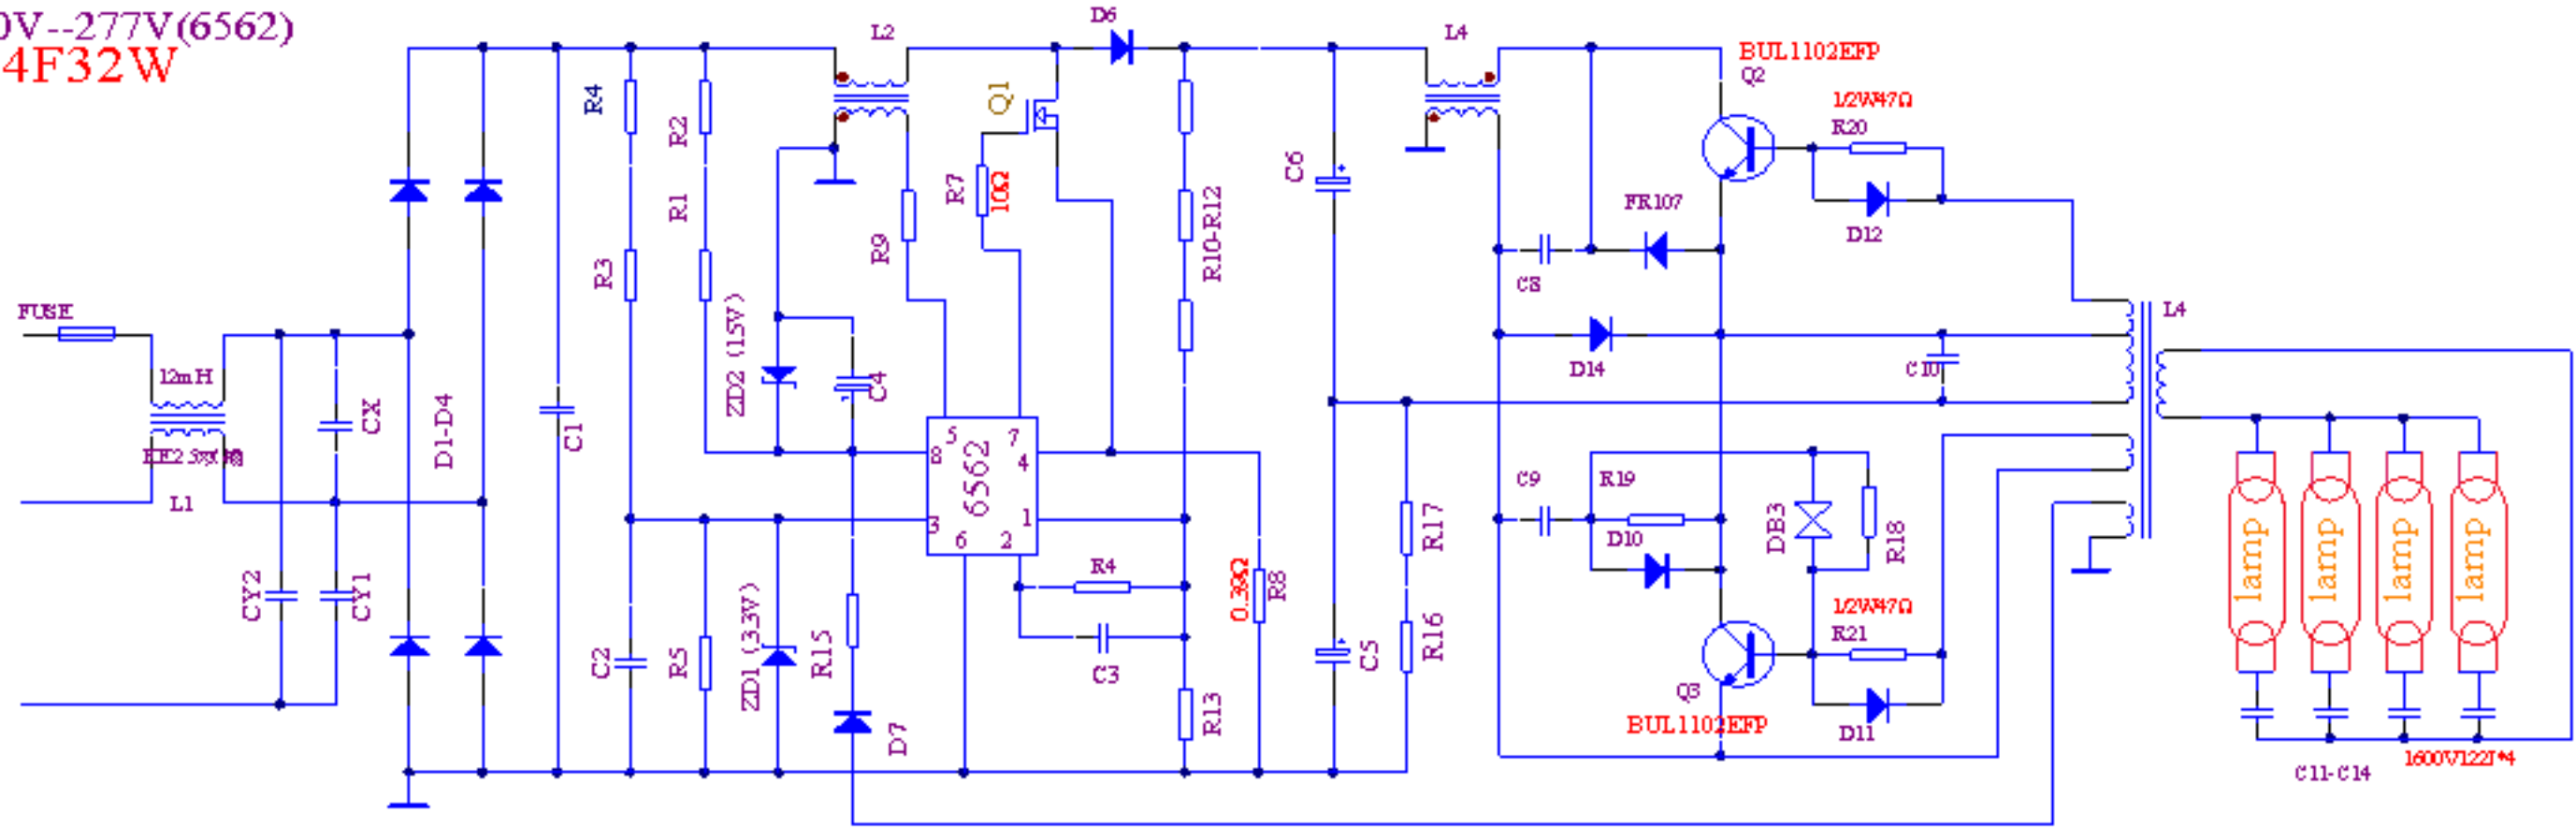 0V--277V(6562)
4F32W
FUSE
12mH
L1
CX
CY2
CY1
D1-D4
C1
R4
R3
R2
R1
C2
R5
ZD1 (3.3V)
ZD2 (15V)
C4
R15
D7
L2
R9
R7
10Ω
Q1
D6
6562
5
7
8
4
3
1
6
2
R4
C3
R10-R12
R13
0.39Ω
R8
C6
C5
R17
R16
L4
BUL1102EFP
Q2
1/2W47Ω
R20
D12
FR107
C8
D14
C10
C9
R19
D10
DB3
R18
1/2W47Ω
R21
D11
Q3
BUL1102EFP
L4
lamp
lamp
lamp
lamp
C11-C14
1600V122J*4